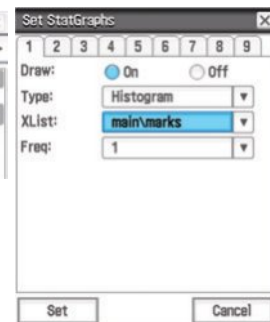 Set StatGraphs
1 2 3 4 5 6 7 8 9
Draw: On Off
Type: Histogram
XList: main\marks
Freq: 1
Set Cancel